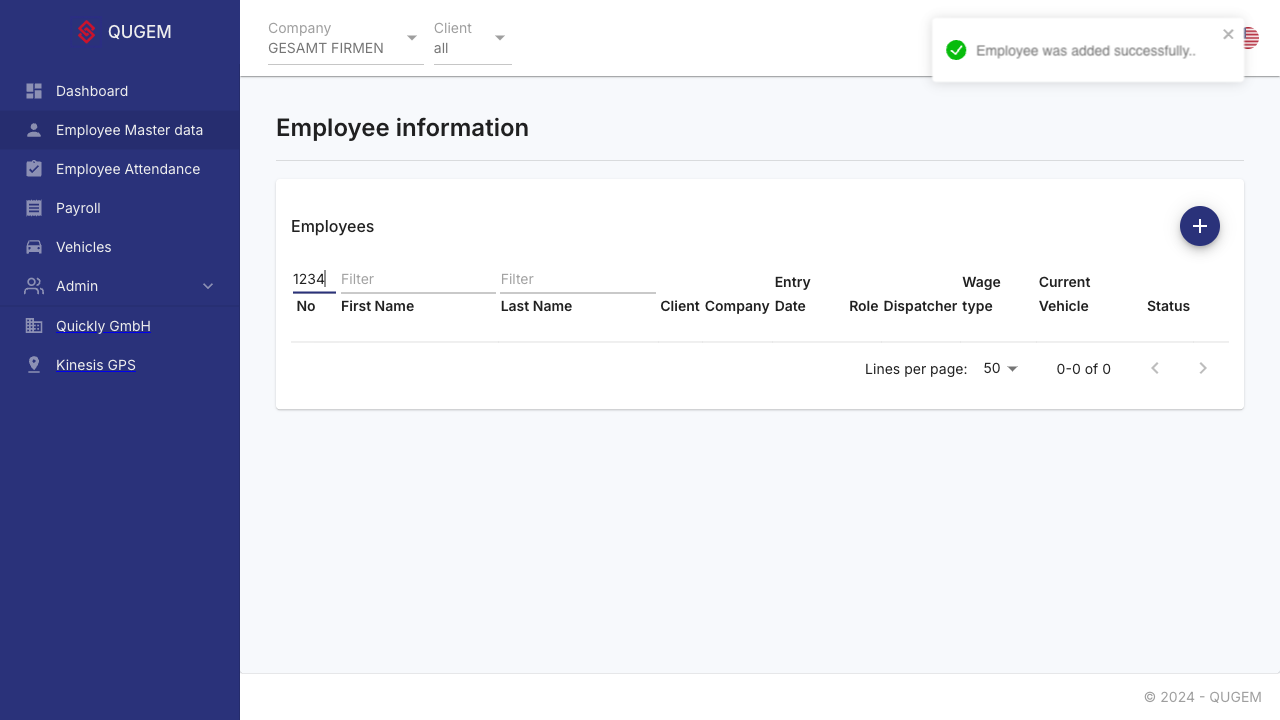 QUGEM
Dashboard
Employee Master data
Employee Attendance
Payroll
Vehicles
Admin
Quickly GmbH
Kinesis GPS
Company
GESAMT FIRMEN
Client
all
Employee was added successfully..
Employee information
Employees
1234
Filter
Filter
No
First Name
Last Name
Client
Company
Entry
Date
Role
Dispatcher
Wage
type
Current
Vehicle
Status
Lines per page:
50
0-0 of 0
© 2024 - QUGEM